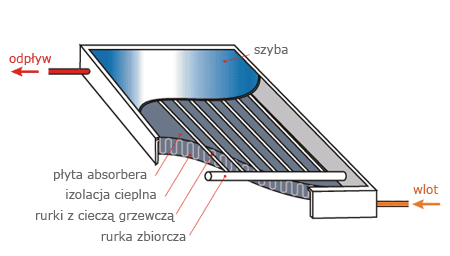 szyba
odpływ
płyta absorbera
izolacja cieplna
wlot
rurki z cieczą grzewczą
rurka zbiorcza